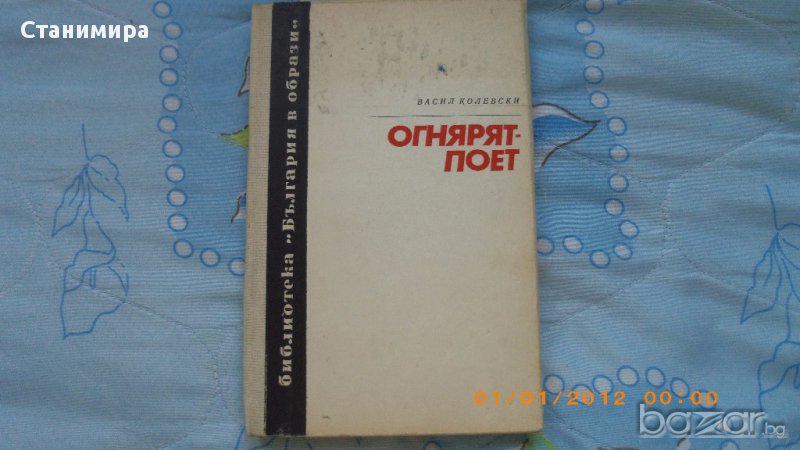 Станимира
библиотека „България в образи“
ВАСИЛ КОЛЕВСКИ
ОГНЯРЯТ-
ПОЕТ
01/01/2012 00:00
bazar.bg